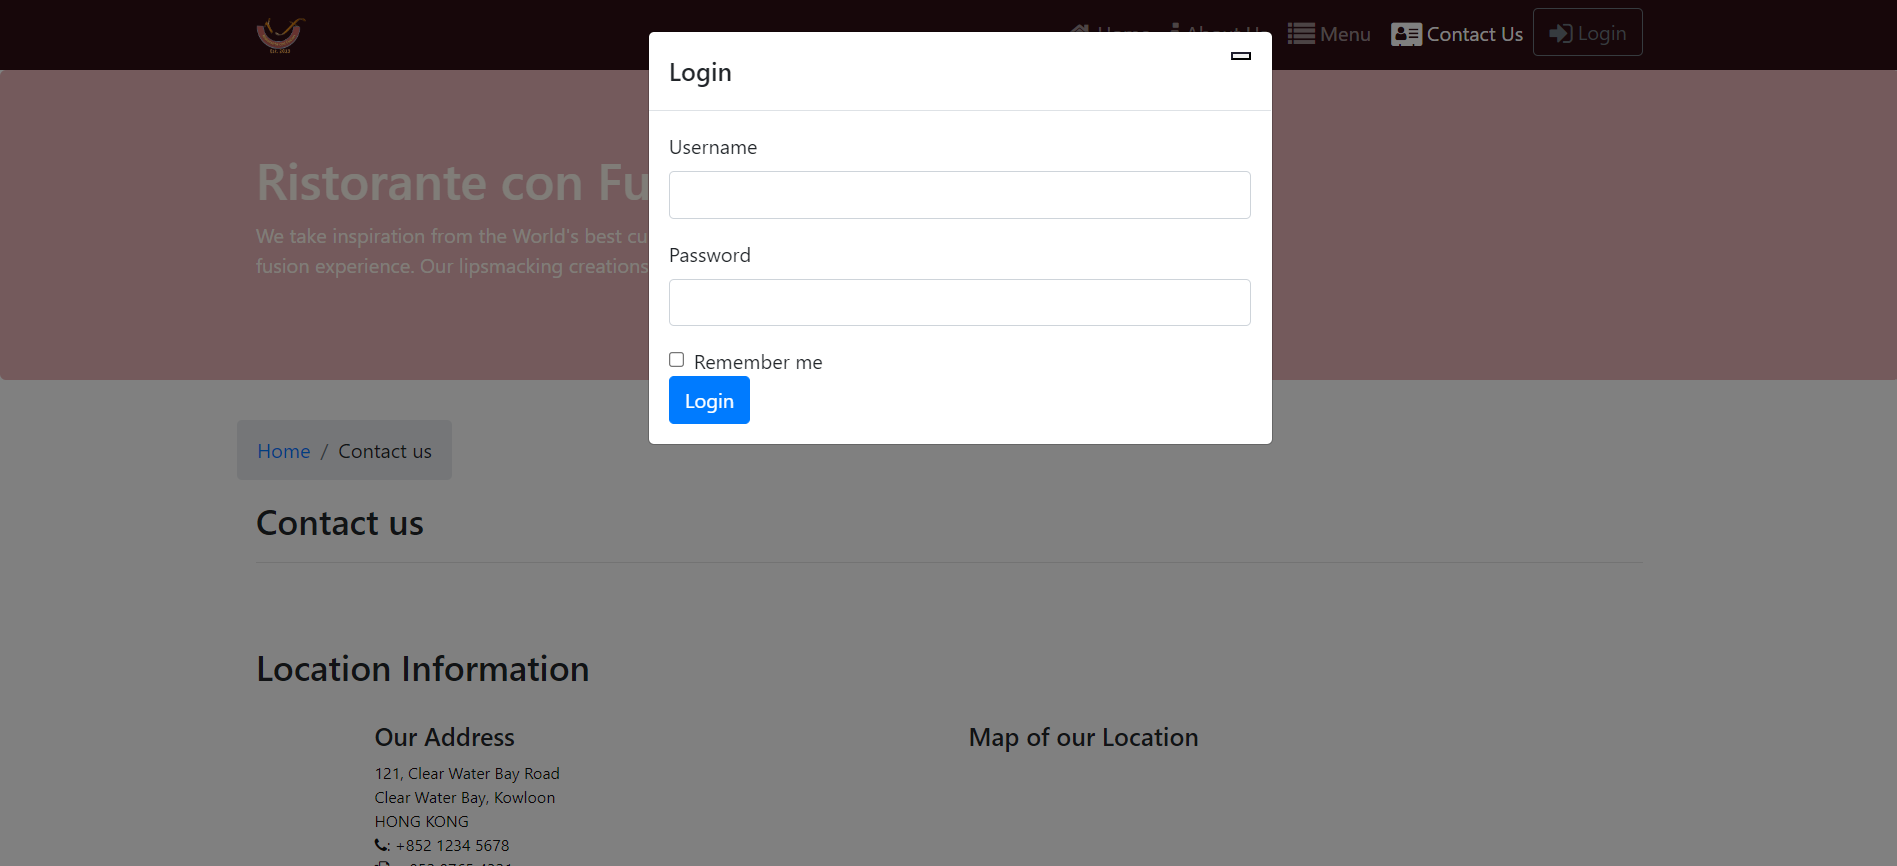 Home About Us Menu Contact Us Login
Login
Username
Password
Remember me
Login
Ristorante con Fu
We take inspiration from the World's best cu
fusion experience. Our lipsmacking creations
Home / Contact us
Contact us
Location Information
Our Address
121, Clear Water Bay Road
Clear Water Bay, Kowloon
HONG KONG
: +852 1234 5678
Map of our Location